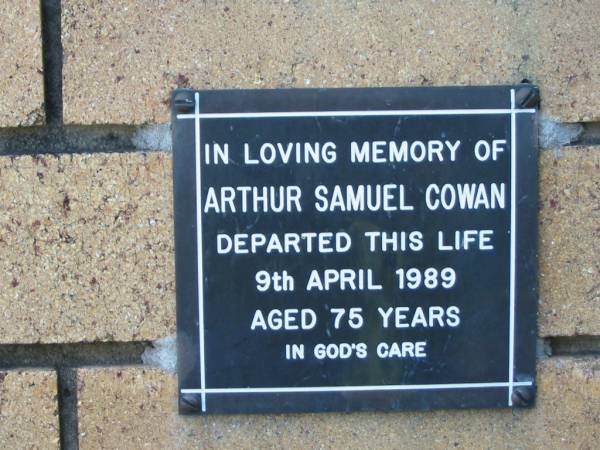 IN LOVING MEMORY OF
ARTHUR SAMUEL COWAN
DEPARTED THIS LIFE
9th APRIL 1989
AGED 75 YEARS
IN GOD'S CARE